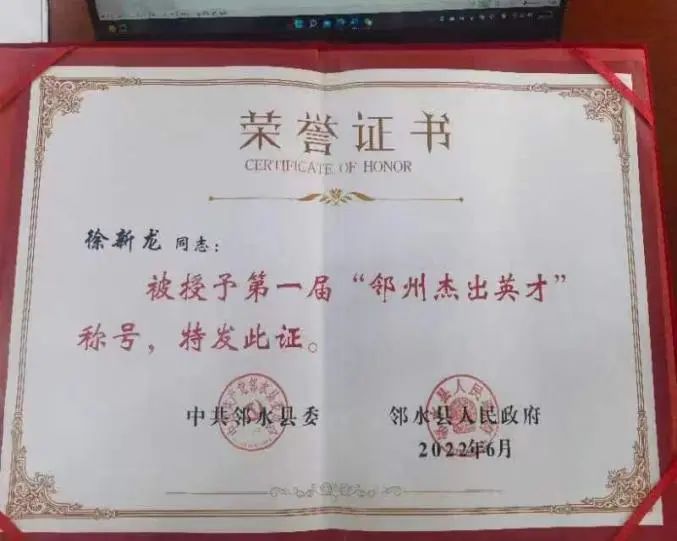 荣誉证书
CERTIFICATE OF HONOR
徐新龙 同志：
被授予第一届“邻州杰出英才”
称号，特发此证。
中共邻水县委 邻水县人民政府
2022年6月